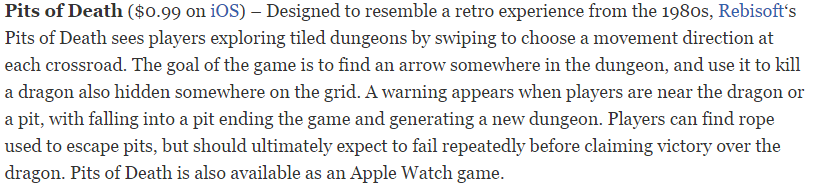 Pits of Death ($0.99 on iOS) – Designed to resemble a retro experience from the 1980s, Rebisoft‘s
Pits of Death sees players exploring tiled dungeons by swiping to choose a movement direction at
each crossroad. The goal of the game is to find an arrow somewhere in the dungeon, and use it to kill
a dragon also hidden somewhere on the grid. A warning appears when players are near the dragon or
a pit, with falling into a pit ending the game and generating a new dungeon. Players can find rope
used to escape pits, but should ultimately expect to fail repeatedly before claiming victory over the
dragon. Pits of Death is also available as an Apple Watch game.